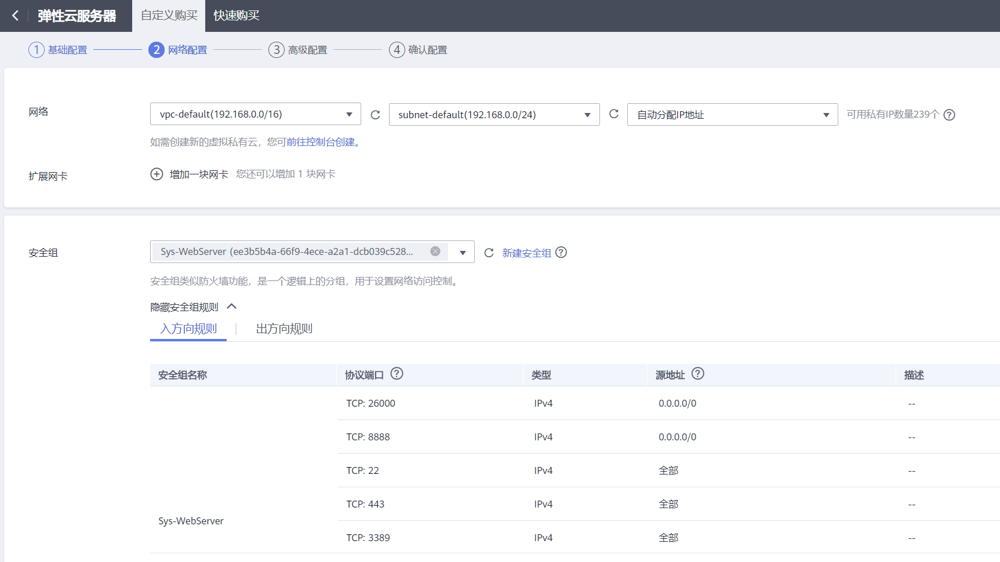 弹性云服务器 自定义购买 快速购买
1 基础配置 2 网络配置 3 高级配置 4 确认配置
网络 vpc-default(192.168.0.0/16) subnet-default(192.168.0.0/24) 自动分配IP地址 可用私有IP数量239个
如需创建新的虚拟私有云，您可前往控制台创建。
扩展网卡 增加一块网卡 您还可以增加 1 块网卡
安全组 Sys-WebServer (ee3b5b4a-66f9-4ece-a2a1-dcb039c528... 新建安全组
安全组类似防火墙功能，是一个逻辑上的分组，用于设置网络访问控制。
隐藏安全组规则
入方向规则 出方向规则
安全组名称 协议端口 类型 源地址 描述
TCP: 26000 IPv4 0.0.0.0/0 --
TCP: 8888 IPv4 0.0.0.0/0 --
TCP: 22 IPv4 全部 --
TCP: 443 IPv4 全部 --
Sys-WebServer
TCP: 3389 IPv4 全部 --